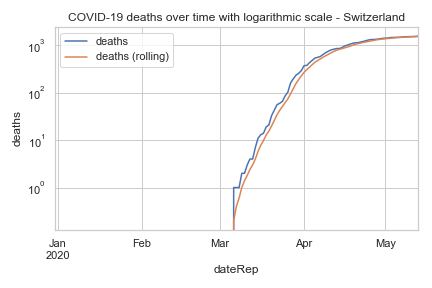 COVID-19 deaths over time with logarithmic scale - Switzerland
deaths
deaths (rolling)
10³
10²
10¹
10⁰
deaths
Jan Feb Mar Apr May
2020
dateRep